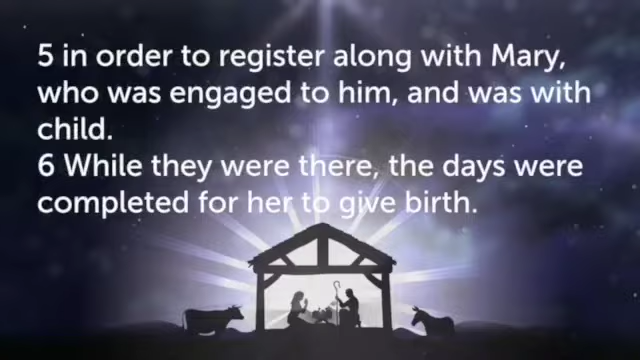 5 in order to register along with Mary,
who was engaged to him, and was with
child.
6 While they were there, the days were
completed for her to give birth.